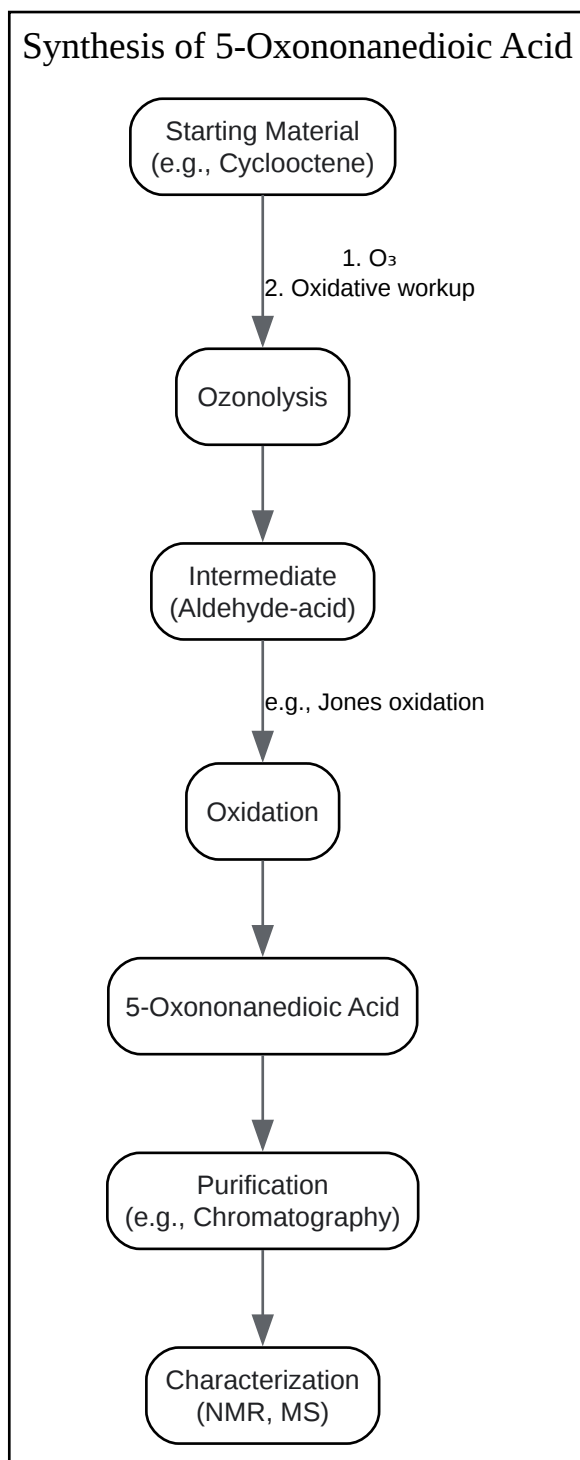 Synthesis of 5-Oxononanedioic Acid
Starting Material
(e.g., Cyclooctene)
1. O₃
2. Oxidative workup
Ozonolysis
Intermediate
(Aldehyde-acid)
e.g., Jones oxidation
Oxidation
5-Oxononanedioic Acid
Purification
(e.g., Chromatography)
Characterization
(NMR, MS)